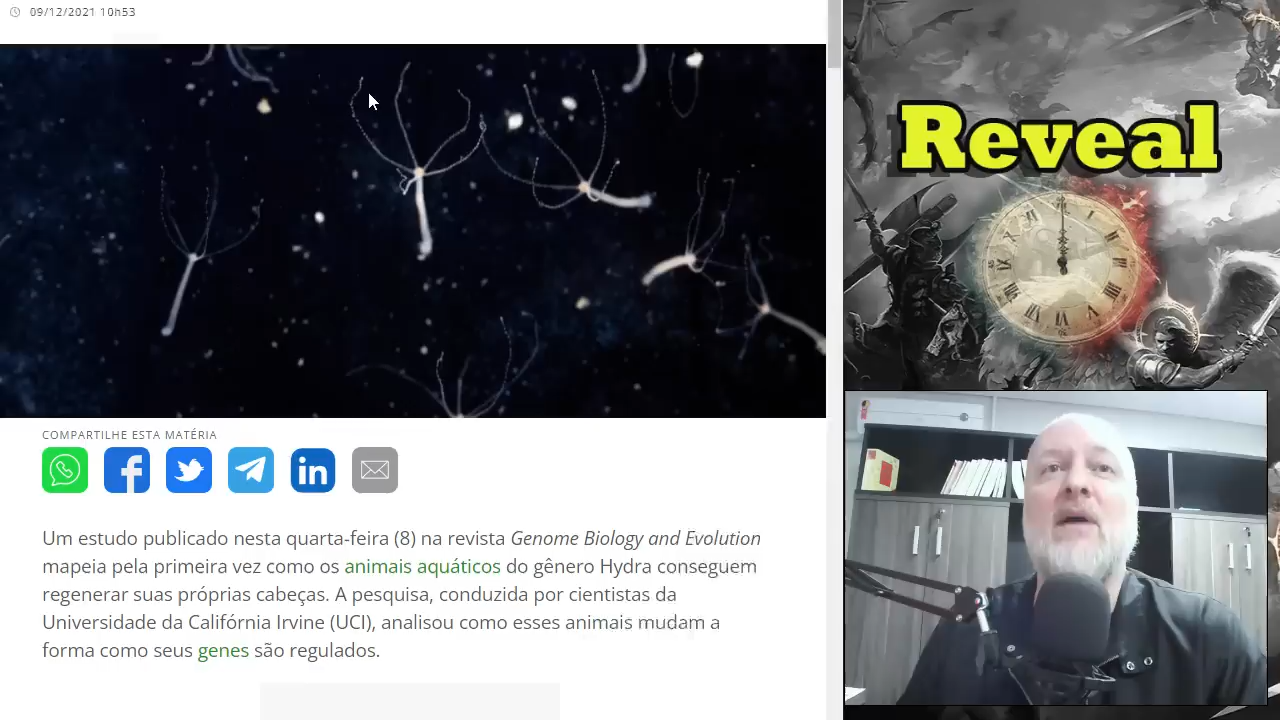 09/12/2021 10h53
Reveal
COMPARTILHE ESTA MATÉRIA
Um estudo publicado nesta quarta-feira (8) na revista Genome Biology and Evolution
mapeia pela primeira vez como os animais aquáticos do gênero Hydra conseguem
regenerar suas próprias cabeças. A pesquisa, conduzida por cientistas da
Universidade da Califórnia Irvine (UCI), analisou como esses animais mudam a
forma como seus genes são regulados.